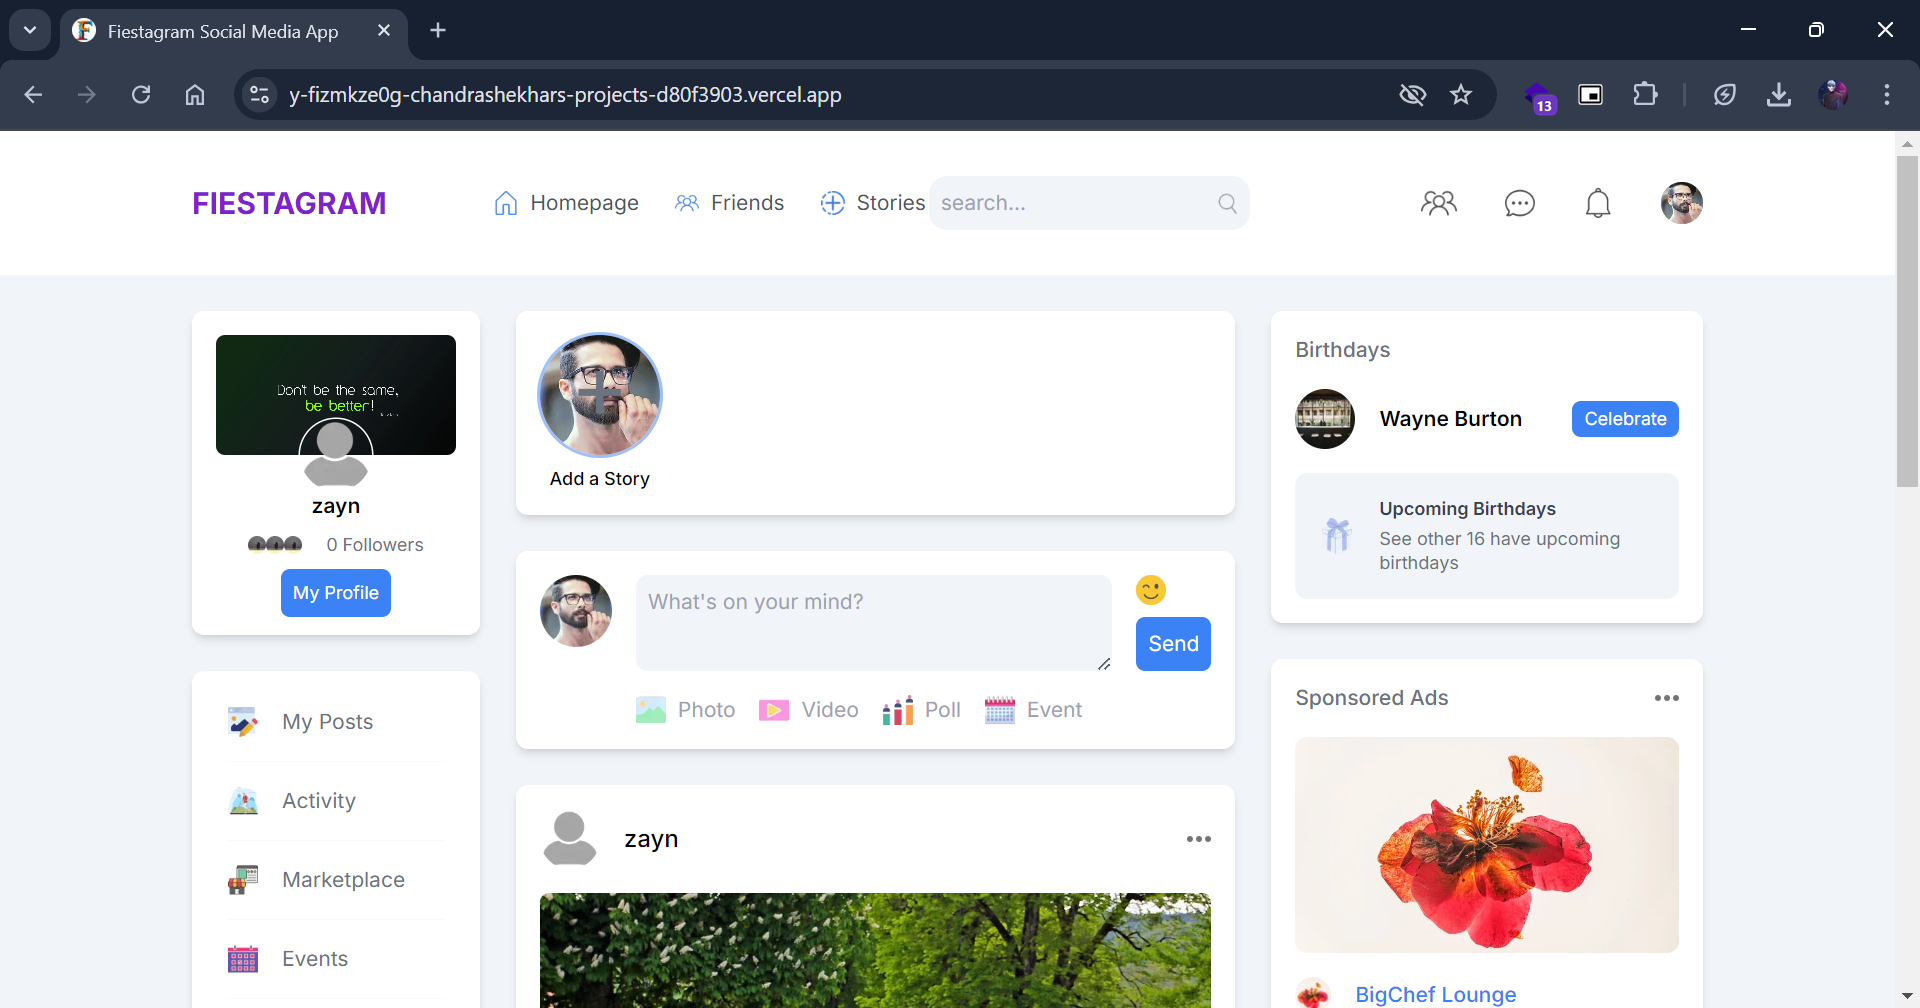 Fiestagram Social Media App
y-fizmkze0g-chandrashekhars-projects-d80f3903.vercel.app
13
FIESTAGRAM
Homepage
Friends
Stories
search...
Don't be the same,
be better!
zayn
0 Followers
My Profile
My Posts
Activity
Marketplace
Events
Add a Story
What's on your mind?
Send
Photo
Video
Poll
Event
zayn
Birthdays
Wayne Burton
Celebrate
Upcoming Birthdays
See other 16 have upcoming
birthdays
Sponsored Ads
BigChef Lounge